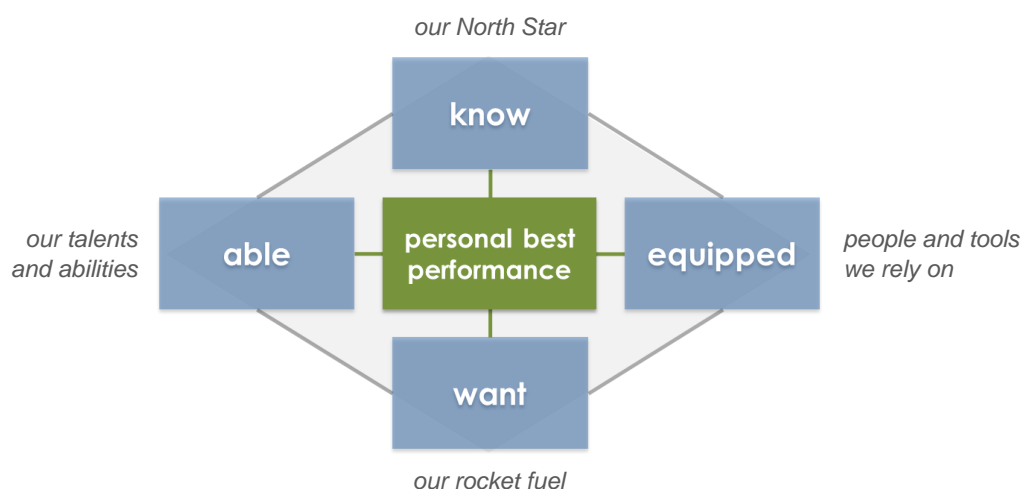 our North Star
know
our talents
and abilities
able
personal best
performance
equipped
people and tools
we rely on
want
our rocket fuel